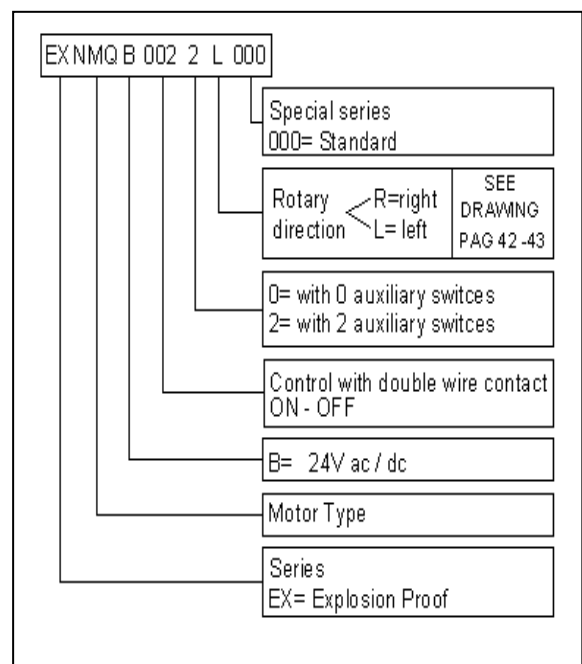 EXNMQ B 002 2 L 000
Special series
000= Standard
Rotary direction
R=right
L= left
SEE
DRAWING
PAG 42-43
0= with 0 auxiliary switces
2= with 2 auxiliary switces
Control with double wire contact
ON - OFF
B= 24V ac / dc
Motor Type
Series
EX= Explosion Proof